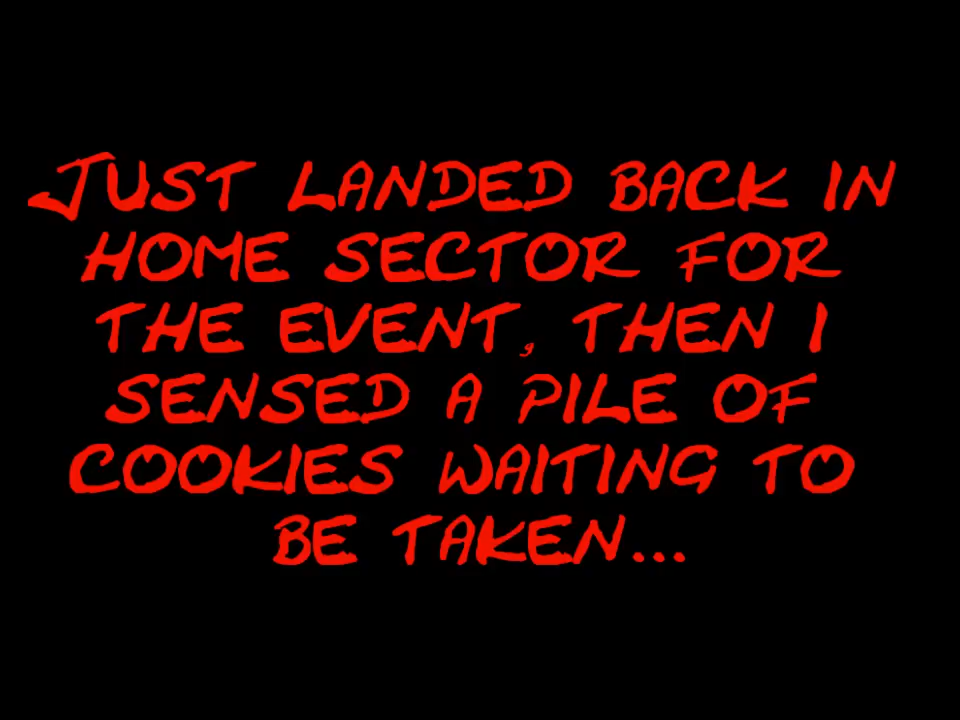 Just landed back in
home sector for
the event, then I
sensed a pile of
cookies waiting to
be taken...